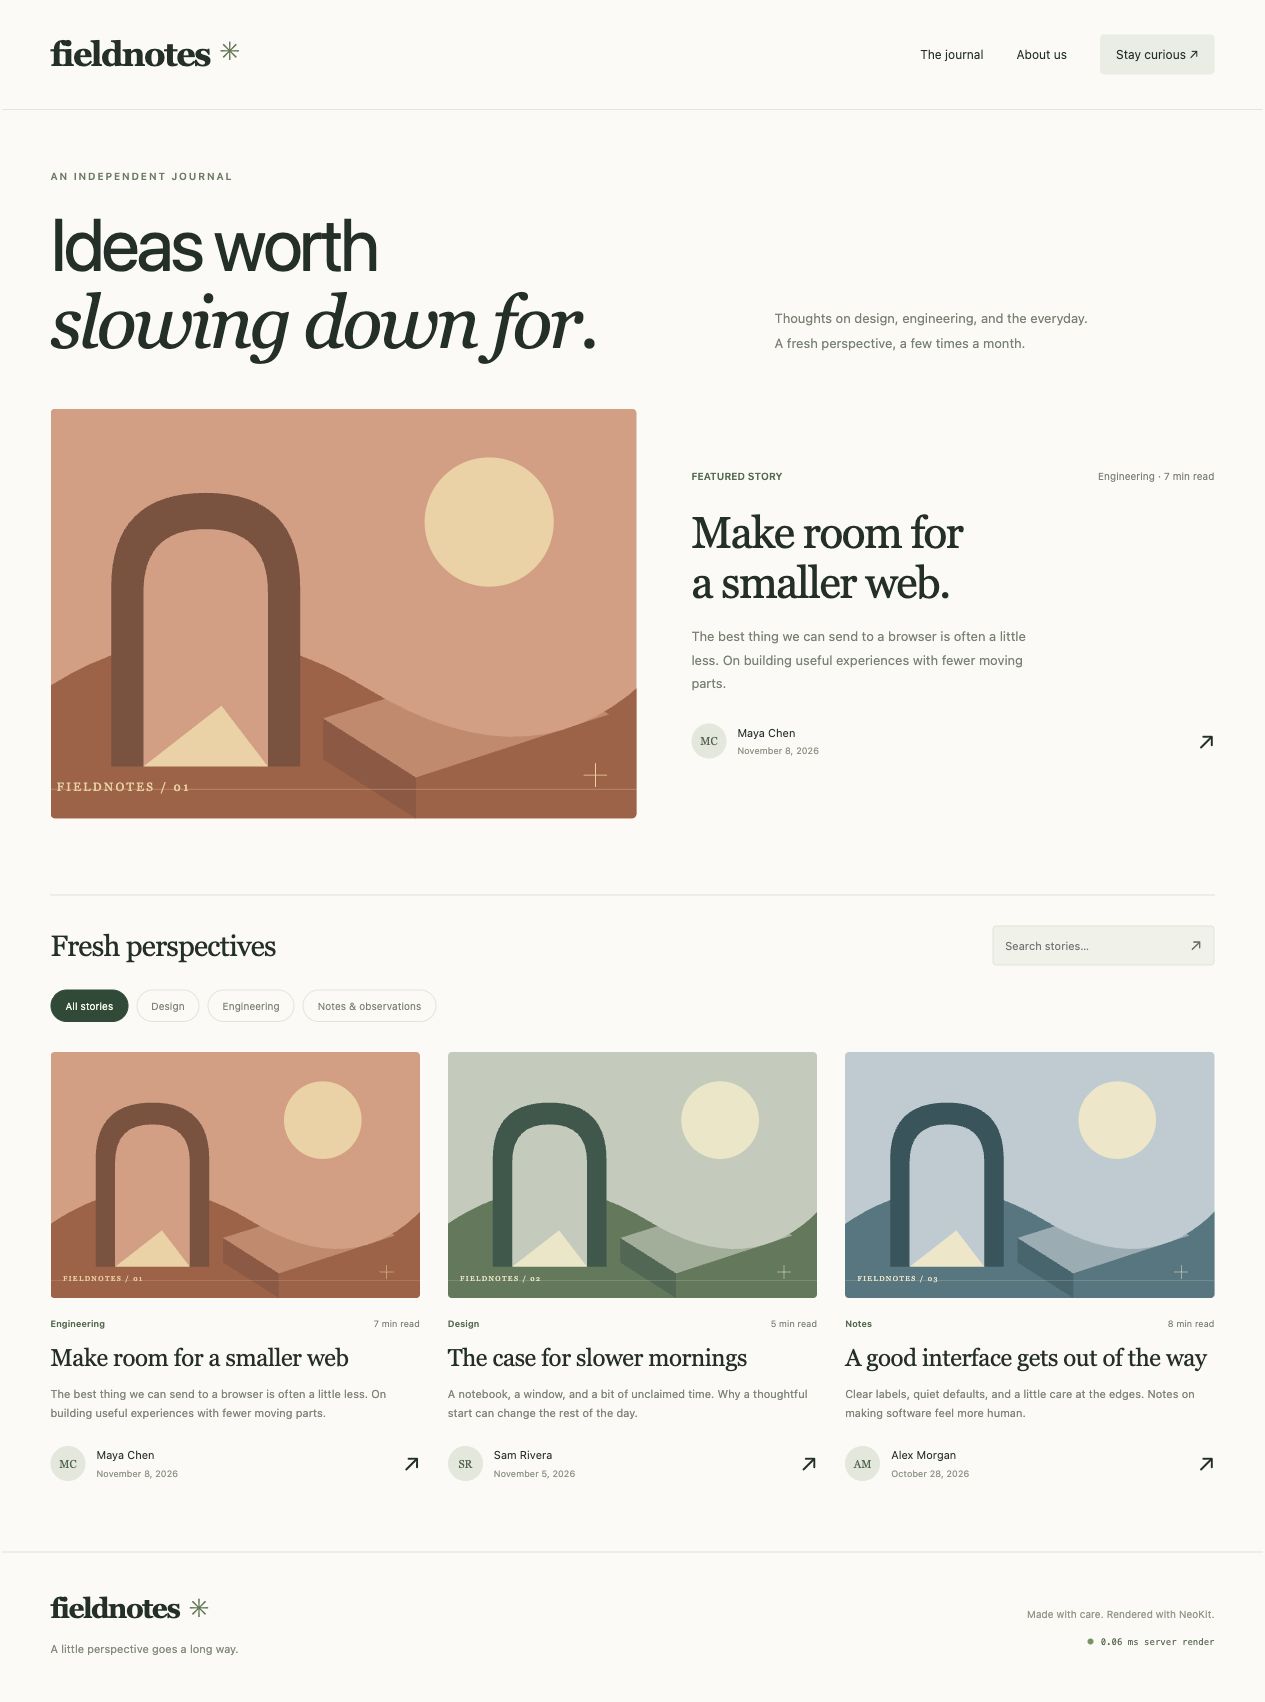 fieldnotes
The journal
About us
Stay curious ↗
AN INDEPENDENT JOURNAL
Ideas worth
slowing down for.
Thoughts on design, engineering, and the everyday.
A fresh perspective, a few times a month.
FIELDNOTES / 01
FEATURED STORY
Engineering · 7 min read
Make room for
a smaller web.
The best thing we can send to a browser is often a little
less. On building useful experiences with fewer moving
parts.
MC
Maya Chen
November 8, 2026
Fresh perspectives
Search stories...
All stories
Design
Engineering
Notes & observations
FIELDNOTES / 01
Engineering
7 min read
Make room for a smaller web
The best thing we can send to a browser is often a little less. On
building useful experiences with fewer moving parts.
MC
Maya Chen
November 8, 2026
FIELDNOTES / 02
Design
5 min read
The case for slower mornings
A notebook, a window, and a bit of unclaimed time. Why a thoughtful
start can change the rest of the day.
SR
Sam Rivera
November 5, 2026
FIELDNOTES / 03
Notes
8 min read
A good interface gets out of the way
Clear labels, quiet defaults, and a little care at the edges. Notes on
making software feel more human.
AM
Alex Morgan
October 28, 2026
fieldnotes
A little perspective goes a long way.
Made with care. Rendered with NeoKit.
0.06 ms server render